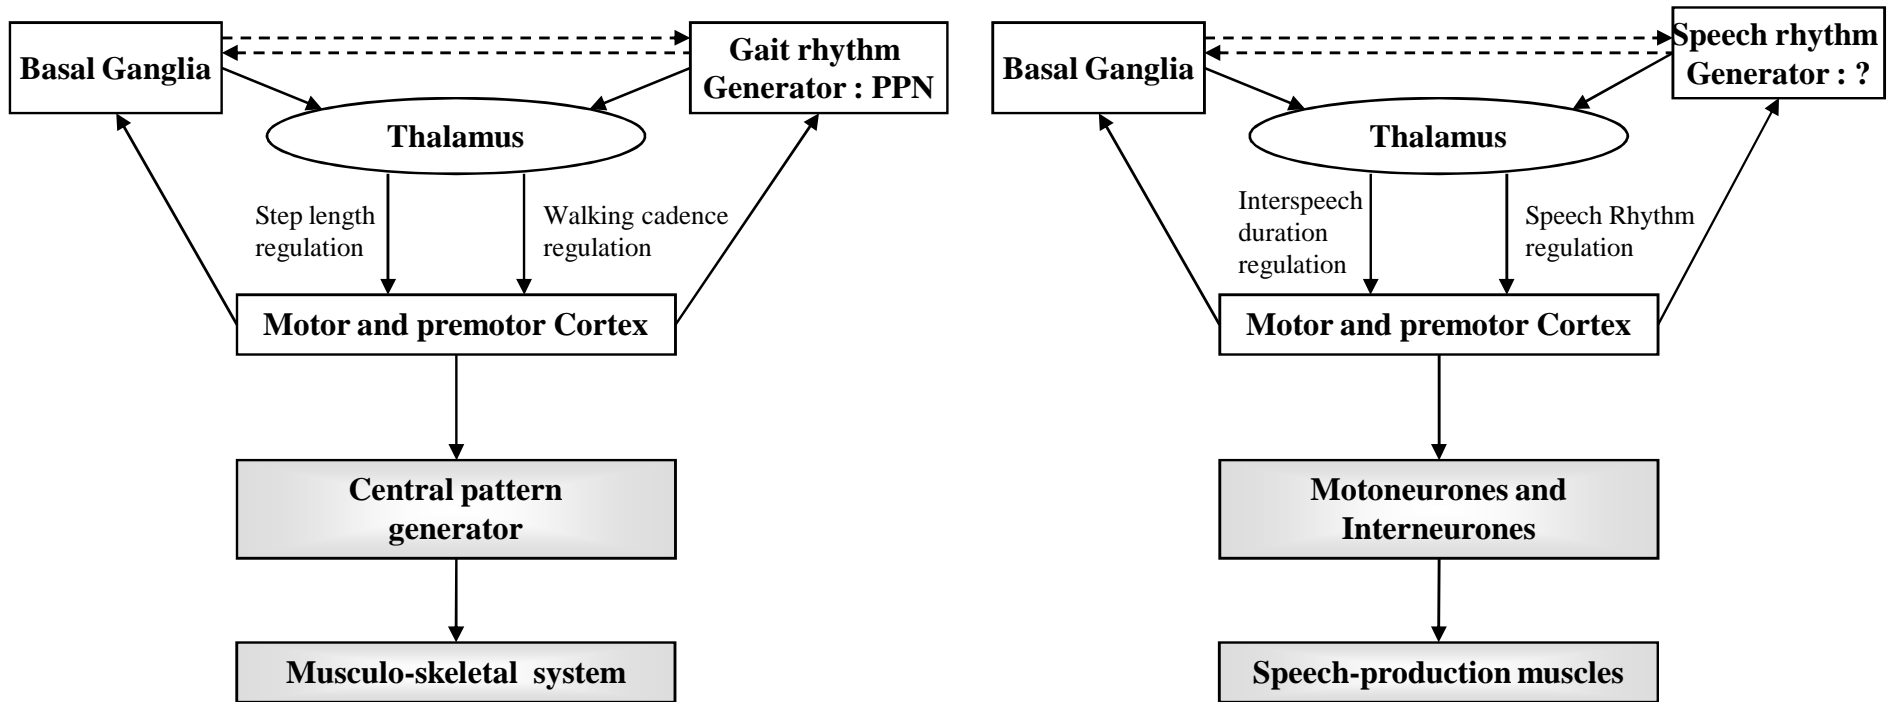 Basal Ganglia
Gait rhythm
Generator : PPN
Thalamus
Step length
regulation
Walking cadence
regulation
Motor and premotor Cortex
Central pattern
generator
Musculo-skeletal system
Basal Ganglia
Speech rhythm
Generator : ?
Thalamus
Interspeech
duration
regulation
Speech Rhythm
regulation
Motor and premotor Cortex
Motoneurones and
Interneurones
Speech-production muscles